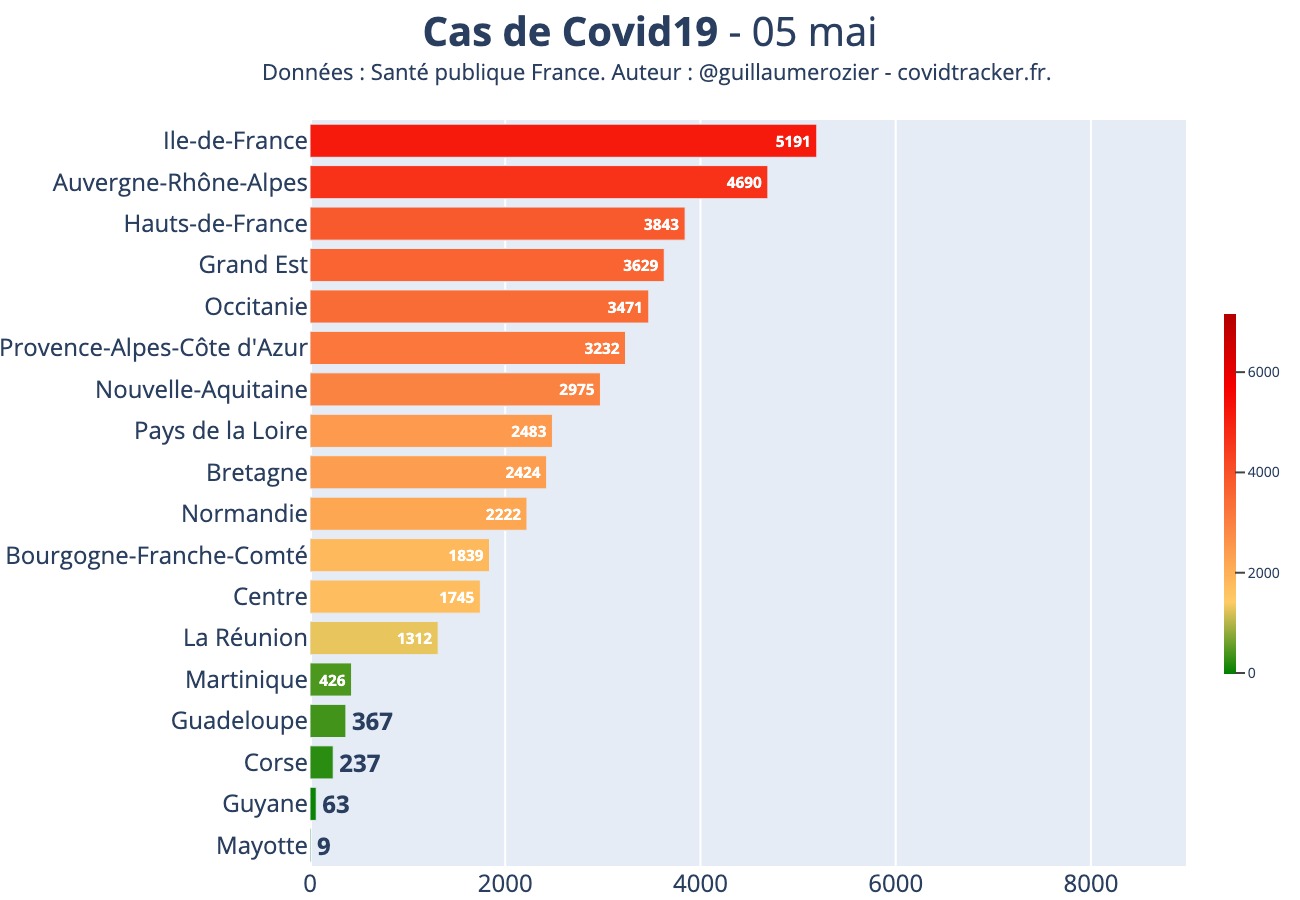 Cas de Covid19 - 05 mai
Données : Santé publique France. Auteur : @guillaumerozier - covidtracker.fr.
Ile-de-France 5191
Auvergne-Rhône-Alpes 4690
Hauts-de-France 3843
Grand Est 3629
Occitanie 3471
Provence-Alpes-Côte d'Azur 3232
Nouvelle-Aquitaine 2975
Pays de la Loire 2483
Bretagne 2424
Normandie 2222
Bourgogne-Franche-Comté 1839
Centre 1745
La Réunion 1312
Martinique 426
Guadeloupe 367
Corse 237
Guyane 63
Mayotte 9
0 2000 4000 6000 8000
6000
4000
2000
0